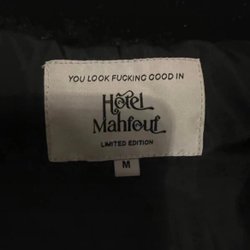 YOU LOOK FUCKING GOOD IN
Hôtel
Mahfouf
LIMITED EDITION
M